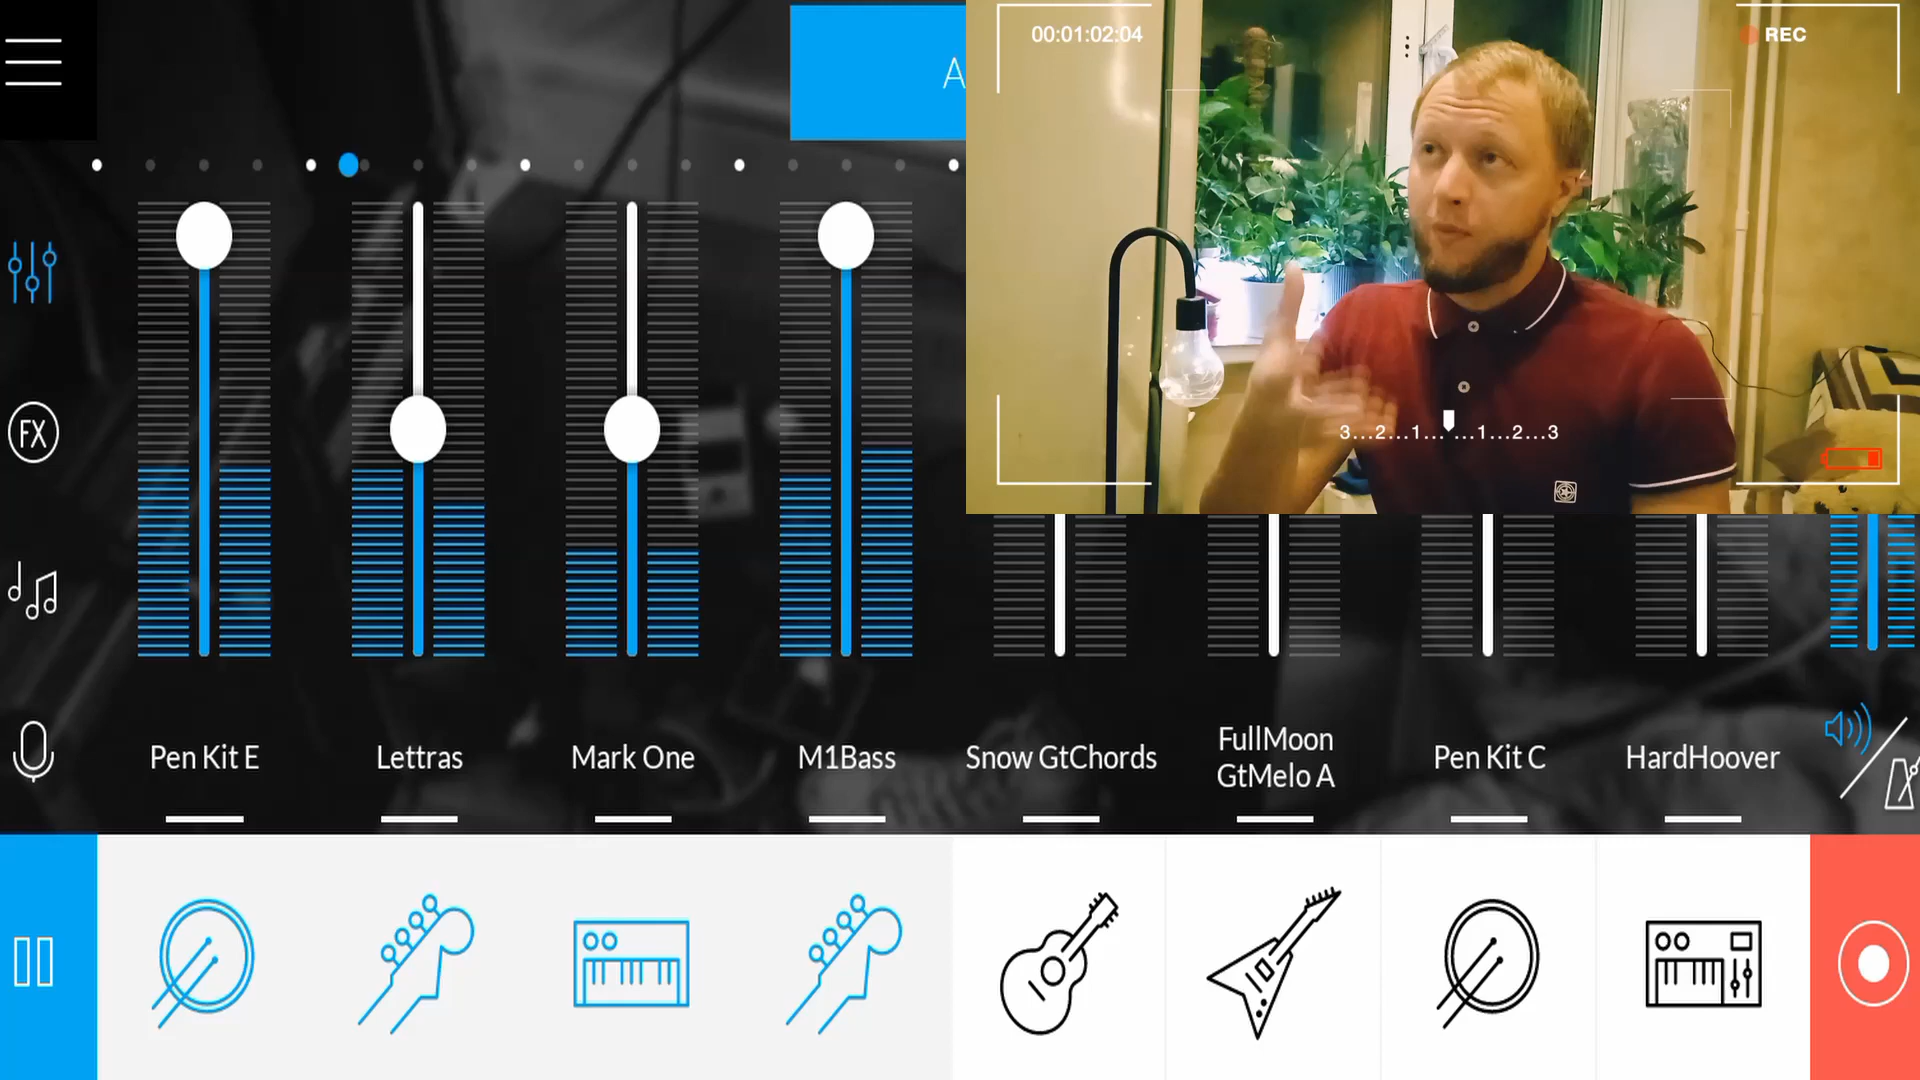 A
00:01:02:04
REC
3...2...1... ...1...2...3
FX
Pen Kit E
Lettras
Mark One
M1Bass
Snow GtChords
FullMoon
GtMelo A
Pen Kit C
HardHoover